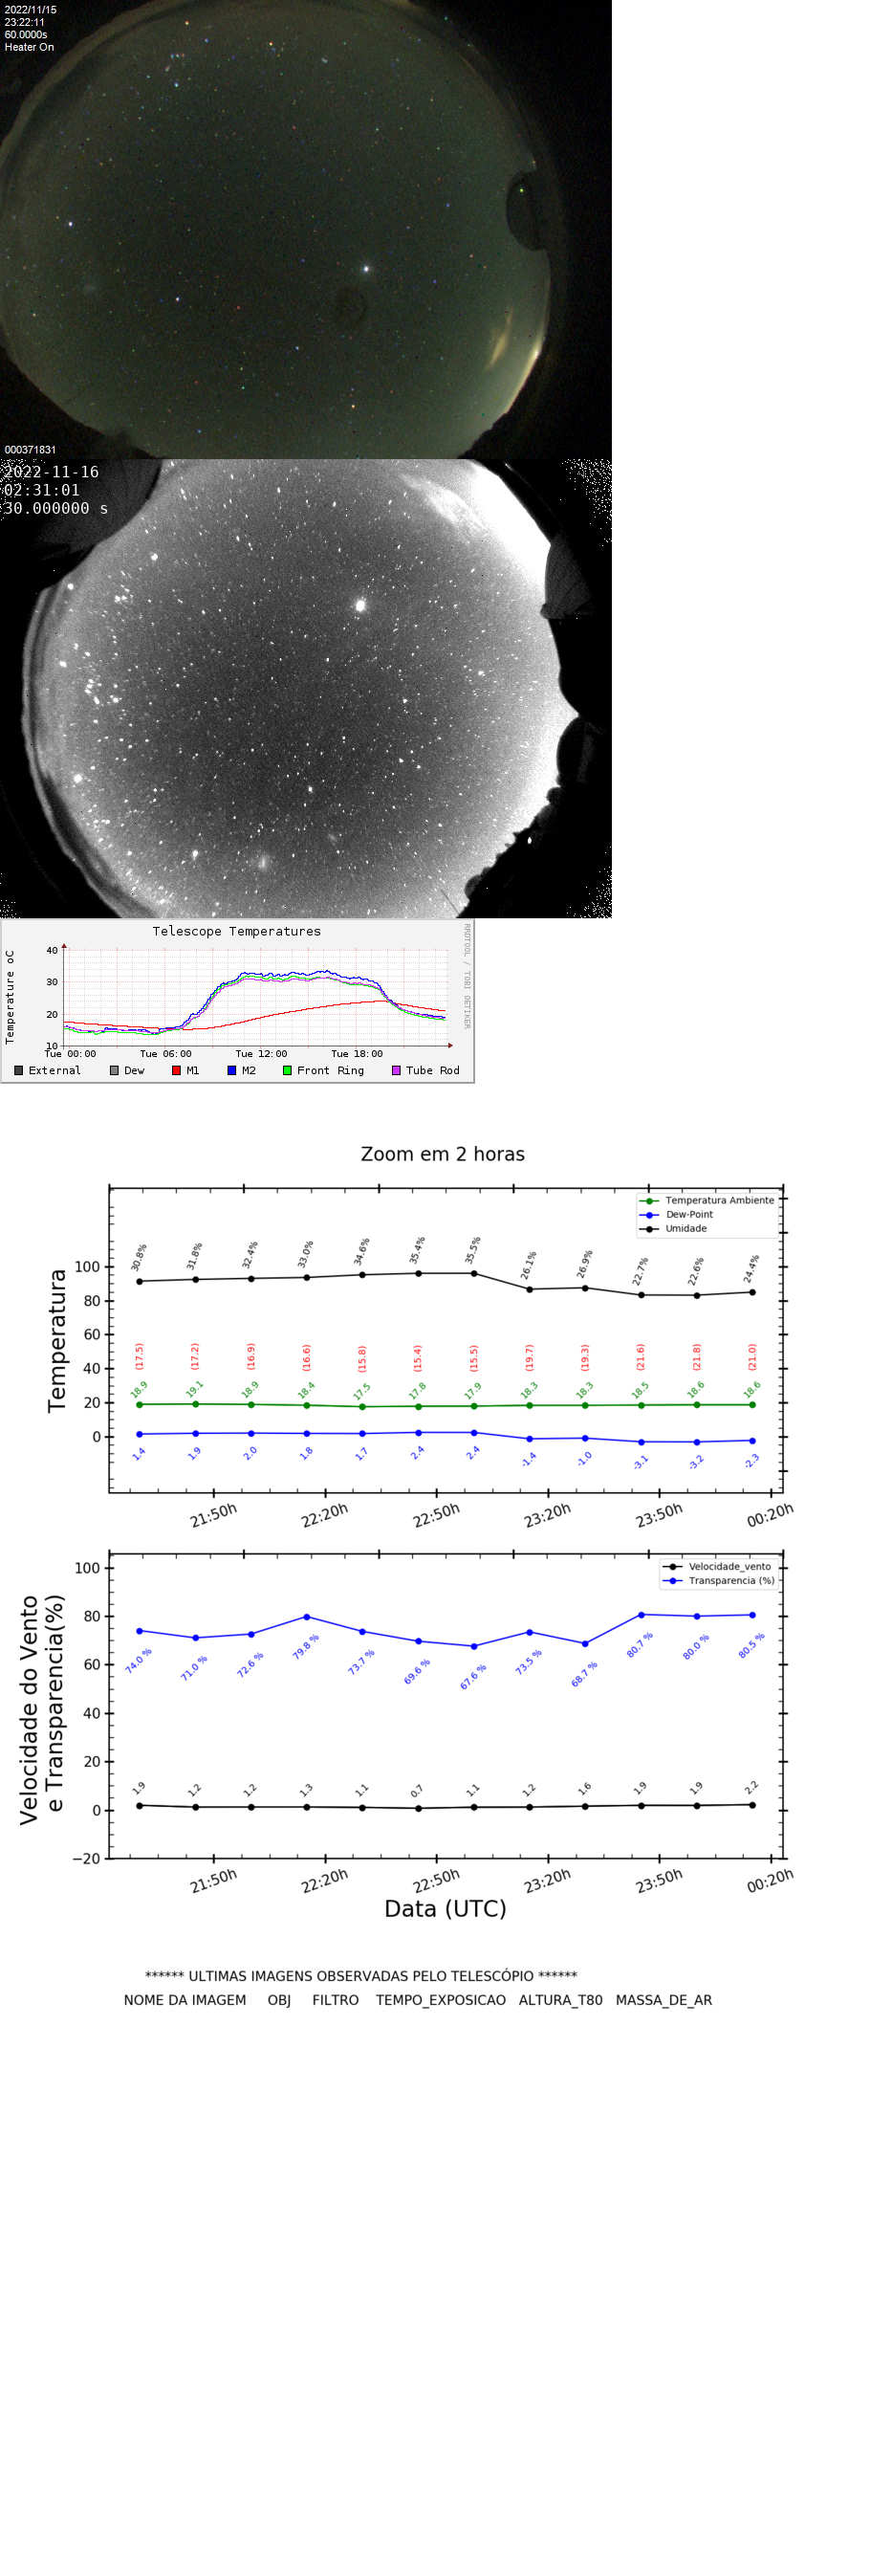 2022/11/15
23:22:11
60.0000s
Heater On
000371831
2022-11-16
02:31:01
30.000000 s
Telescope Temperatures
RRDTOOL / TOBI OETIKER
Temperature oC
40
30
20
10
Tue 00:00 Tue 06:00 Tue 12:00 Tue 18:00
External Dew M1 M2 Front Ring Tube Rod
Zoom em 2 horas
Temperatura Ambiente
Dew-Point
Umidade
Temperatura
100
80
60
40
20
0
30.8% 31.8% 32.4% 33.0% 34.6% 35.4% 35.5% 26.1% 26.9% 22.7% 22.6% 24.4%
(17.5) (17.2) (16.9) (16.6) (15.8) (15.4) (15.5) (19.7) (19.3) (21.6) (21.8) (21.0)
18.9 19.1 18.9 18.4 17.5 17.8 17.9 18.3 18.3 18.5 18.6 18.6
1.4 1.9 2.0 1.8 1.7 2.4 2.4 -1.4 -1.0 -3.1 -3.2 -2.3
21:50h 22:20h 22:50h 23:20h 23:50h 00:20h
Velocidade_vento
Transparencia (%)
Velocidade do Vento
e Transparencia(%)
100
80
60
40
20
0
−20
74.0 % 71.0 % 72.6 % 79.8 % 73.7 % 69.6 % 67.6 % 73.5 % 68.7 % 80.7 % 80.0 % 80.5 %
1.9 1.2 1.2 1.3 1.1 0.7 1.1 1.2 1.6 1.9 1.9 2.2
21:50h 22:20h 22:50h 23:20h 23:50h 00:20h
Data (UTC)
****** ULTIMAS IMAGENS OBSERVADAS PELO TELESCÓPIO ******
NOME DA IMAGEM OBJ FILTRO TEMPO_EXPOSICAO ALTURA_T80 MASSA_DE_AR